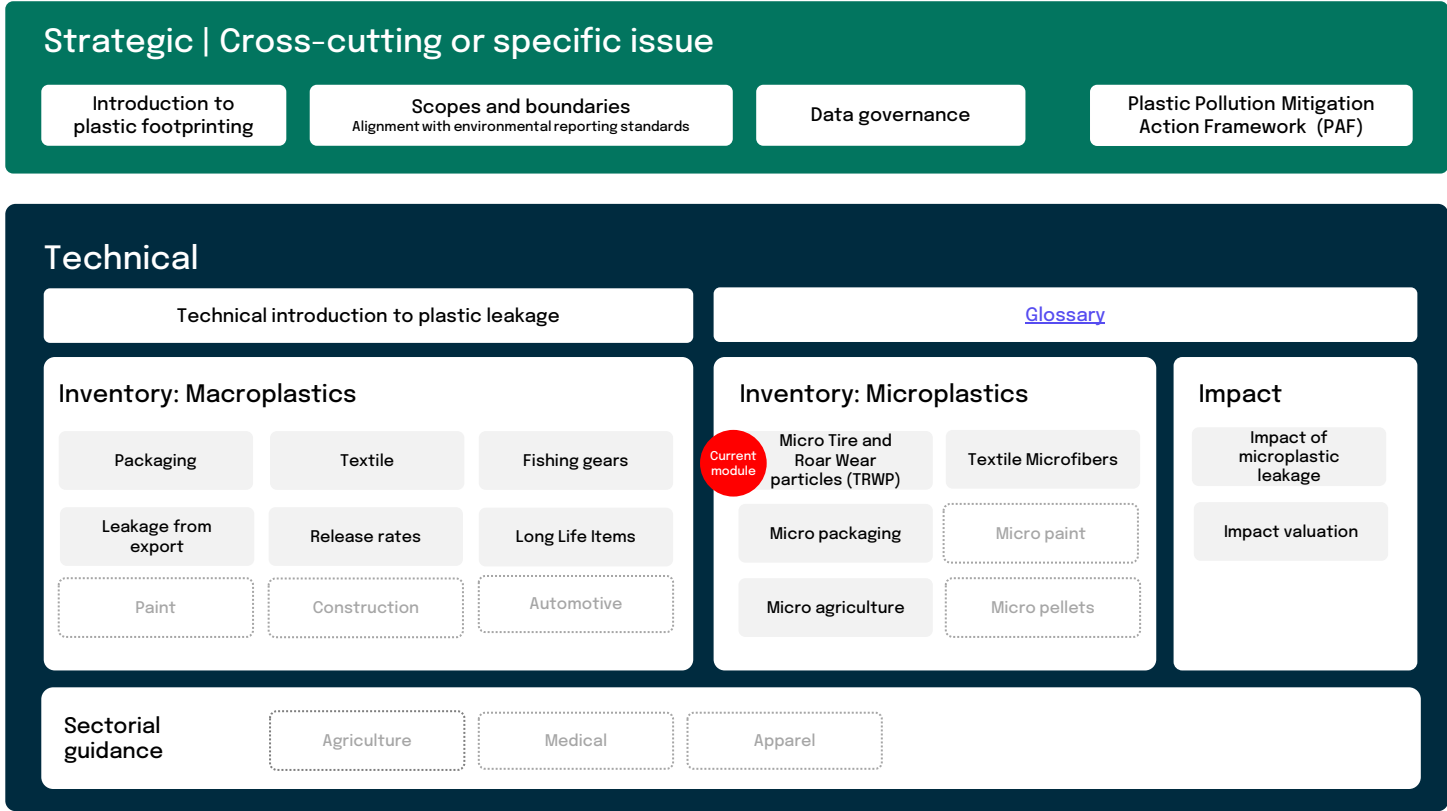 Strategic | Cross-cutting or specific issue
Introduction to
plastic footprinting
Scopes and boundaries
Alignment with environmental reporting standards
Data governance
Plastic Pollution Mitigation
Action Framework (PAF)
Technical
Technical introduction to plastic leakage
Glossary
Inventory: Macroplastics
Packaging
Textile
Fishing gears
Leakage from
export
Release rates
Long Life Items
Paint
Construction
Automotive
Inventory: Microplastics
Current
module
Micro Tire and
Roar Wear
particles (TRWP)
Textile Microfibers
Micro packaging
Micro paint
Micro agriculture
Micro pellets
Impact
Impact of
microplastic
leakage
Impact valuation
Sectorial
guidance
Agriculture
Medical
Apparel